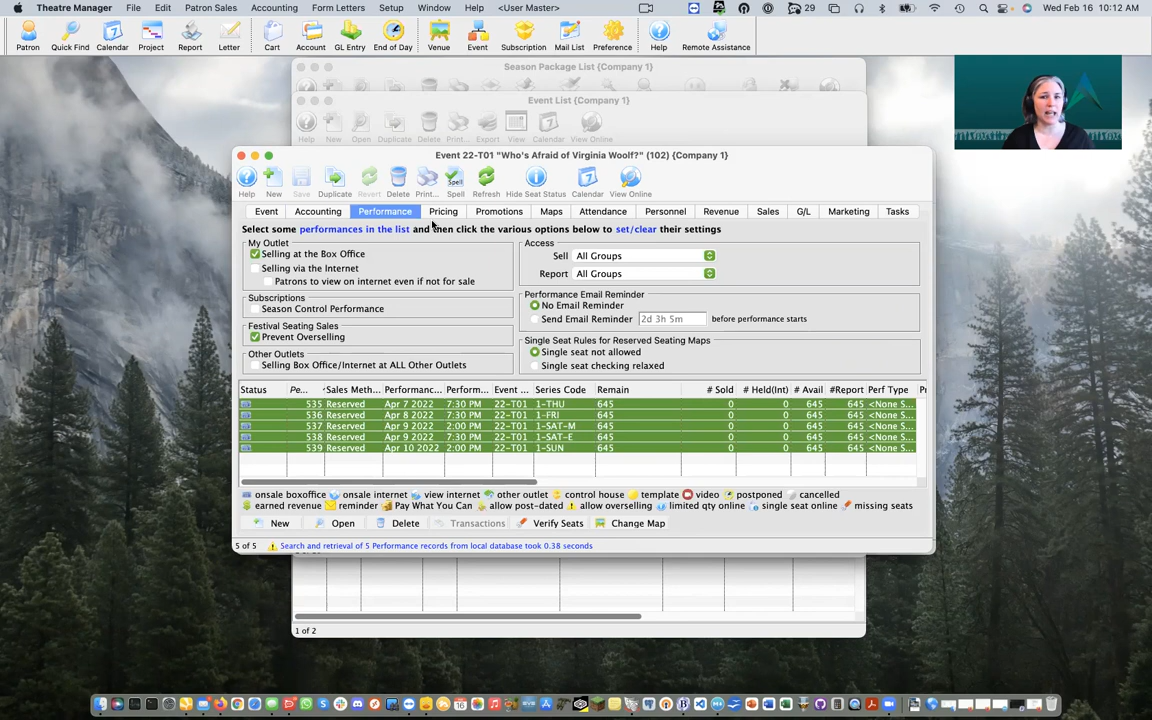 Theatre Manager File Edit Patron Sales Accounting Form Letters Setup Window Help <User Master> 29 Wed Feb 16 10:12 AM
Patron Quick Find Calendar Project Report Letter Cart Account GL Entry End of Day Venue Event Subscription Mail List Preference Help Remote Assistance
Season Package List {Company 1}
Event List {Company 1}
Help New Open Duplicate Delete Print... Export View Calendar View Online
Event 22-T01 "Who's Afraid of Virginia Woolf?" (102) {Company 1}
Help New Save Duplicate Revert Delete Print... Spell Refresh Hide Seat Status Calendar View Online
Event Accounting Performance Pricing Promotions Maps Attendance Personnel Revenue Sales G/L Marketing Tasks
Select some performances in the list and then click the various options below to set/clear their settings
My Outlet
Selling at the Box Office
Selling via the Internet
Patrons to view on internet even if not for sale
Subscriptions
Season Control Performance
Festival Seating Sales
Prevent Overselling
Other Outlets
Selling Box Office/Internet at ALL Other Outlets
Access
Sell All Groups
Report All Groups
Performance Email Reminder
No Email Reminder
Send Email Reminder 2d 3h 5m before performance starts
Single Seat Rules for Reserved Seating Maps
Single seat not allowed
Single seat checking relaxed
Status Pe... Sales Meth... Performanc... Perform... Event ... Series Code Remain # Sold # Held(Int) # Avail #Report Perf Type
535 Reserved Apr 7 2022 7:30 PM 22-T01 1-THU 645 0 0 645 645 <None S...
536 Reserved Apr 8 2022 7:30 PM 22-T01 1-FRI 645 0 0 645 645 <None S...
537 Reserved Apr 9 2022 2:00 PM 22-T01 1-SAT-M 645 0 0 645 645 <None S...
538 Reserved Apr 9 2022 7:30 PM 22-T01 1-SAT-E 645 0 0 645 645 <None S...
539 Reserved Apr 10 2022 2:00 PM 22-T01 1-SUN 645 0 0 645 645 <None S...
onsale boxoffice onsale internet view internet other outlet control house template video postponed cancelled
earned revenue reminder Pay What You Can allow post-dated allow overselling limited qty online single seat online missing seats
New Open Delete Transactions Verify Seats Change Map
5 of 5 Search and retrieval of 5 Performance records from local database took 0.38 seconds
1 of 2